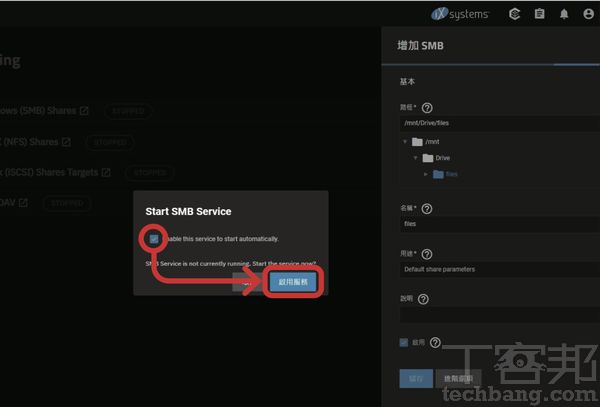 iX systems
增加 SMB
ing
基本
ows (SMB) Shares
STOPPED
路徑*
/mnt/Drive/files
(NFS) Shares
STOPPED
/mnt
Drive
files
(iSCSI) Shares Targets
STOPPED
DAV
STOPPED
Start SMB Service
Enable this service to start automatically.
SMB Service is not currently running. Start the service now?
啟用服務
名稱*
files
用途*
Default share parameters
說明
啟用
儲存
進階選項
T客邦
techbang.com